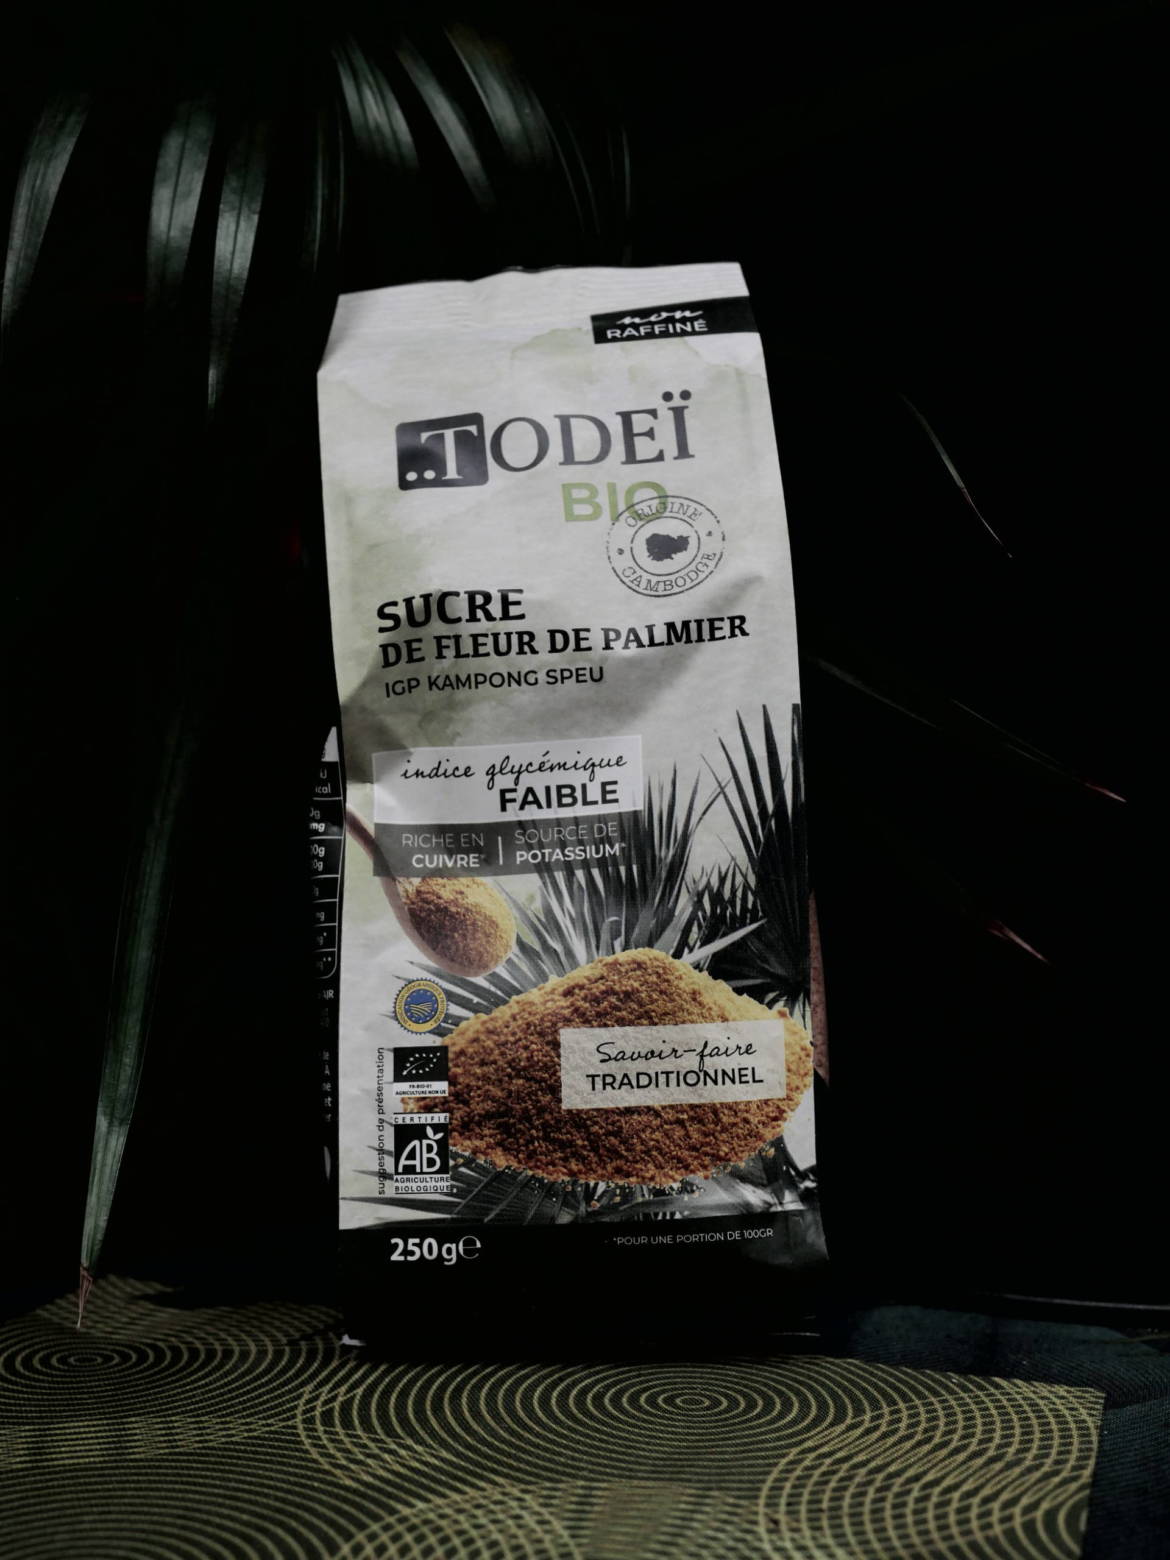 non
RAFFINÉ
TODEÏ
BIO
ORIGINE
CAMBODGE
SUCRE
DE FLEUR DE PALMIER
IGP KAMPONG SPEU
indice glycémique
FAIBLE
RICHE EN
CUIVRE*
SOURCE DE
POTASSIUM*
Savoir-faire
TRADITIONNEL
suggestion de présentation
FR-BIO-01
AGRICULTURE NON UE
CERTIFIÉ
AB
AGRICULTURE
BIOLOGIQUE
250g℮
*POUR UNE PORTION DE 100GR